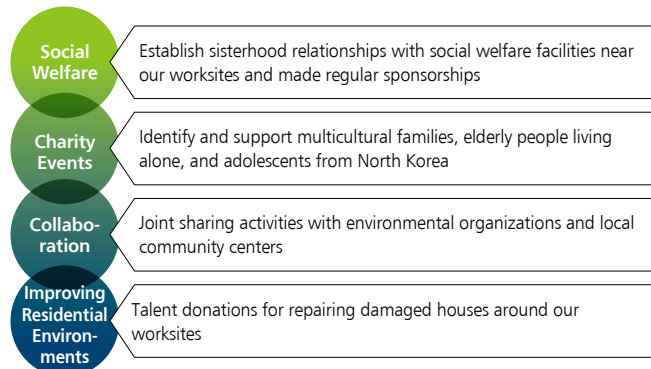 Social
Welfare
Establish sisterhood relationships with social welfare facilities near
our worksites and made regular sponsorships
Charity
Events
Identify and support multicultural families, elderly people living
alone, and adolescents from North Korea
Collabo-
ration
Joint sharing activities with environmental organizations and local
community centers
Improving
Residential
Environ-
ments
Talent donations for repairing damaged houses around our
worksites